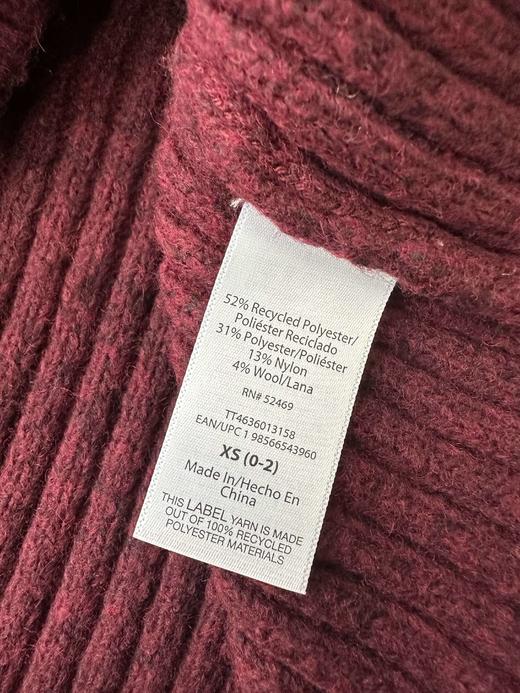 52% Recycled Polyester/
Poliéster Reciclado
31% Polyester/Poliéster
13% Nylon
4% Wool/Lana
RN# 52469
TT4636013158
EAN/UPC 1 98566543960
XS (0-2)
Made In/Hecho En
China
THIS LABEL YARN IS MADE
OUT OF 100% RECYCLED
POLYESTER MATERIALS